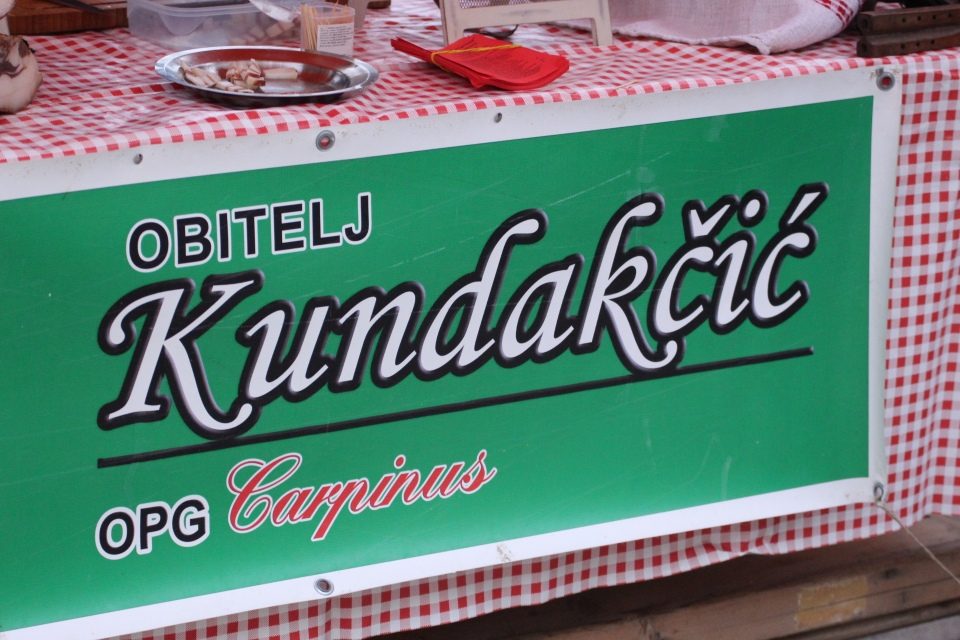 OBITELJ
Kundakčić
OPG Carpinus